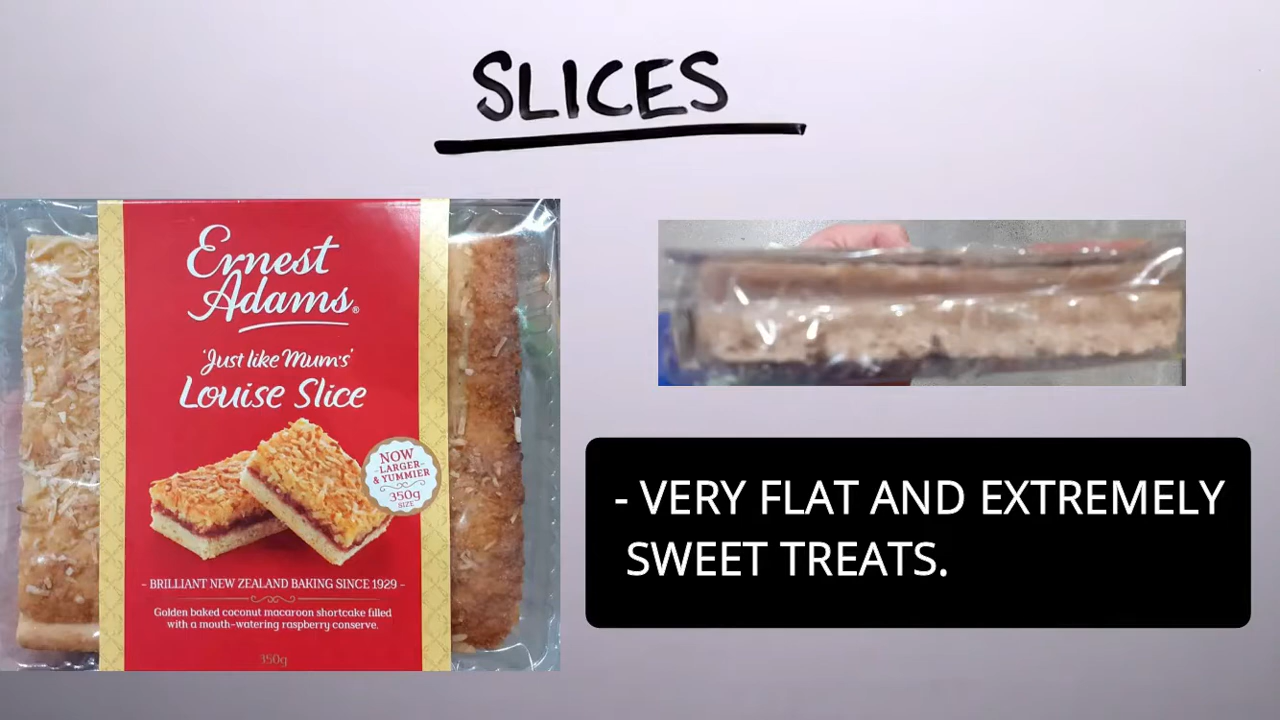 SLICES
Ernest
Adams®
'Just like Mum's'
Louise Slice
NOW
-LARGER-
& YUMMIER
350g
SIZE
- BRILLIANT NEW ZEALAND BAKING SINCE 1929 -
Golden baked coconut macaroon shortcake filled
with a mouth-watering raspberry conserve.
350g
- VERY FLAT AND EXTREMELY
SWEET TREATS.